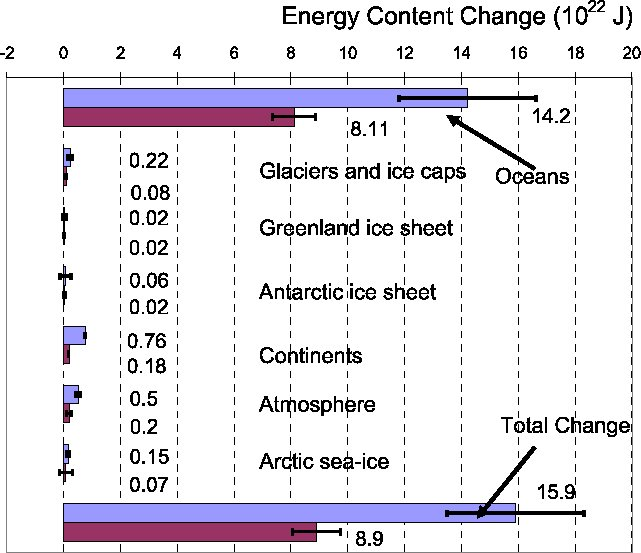 Energy Content Change (10²² J)
-2 0 2 4 6 8 10 12 14 16 18 20
14.2
8.11
0.22
Glaciers and ice caps
Oceans
0.08
0.02
Greenland ice sheet
0.02
0.06
Antarctic ice sheet
0.02
0.76
Continents
0.18
0.5
Atmosphere
0.2
Total Change
0.15
Arctic sea-ice
0.07
15.9
8.9